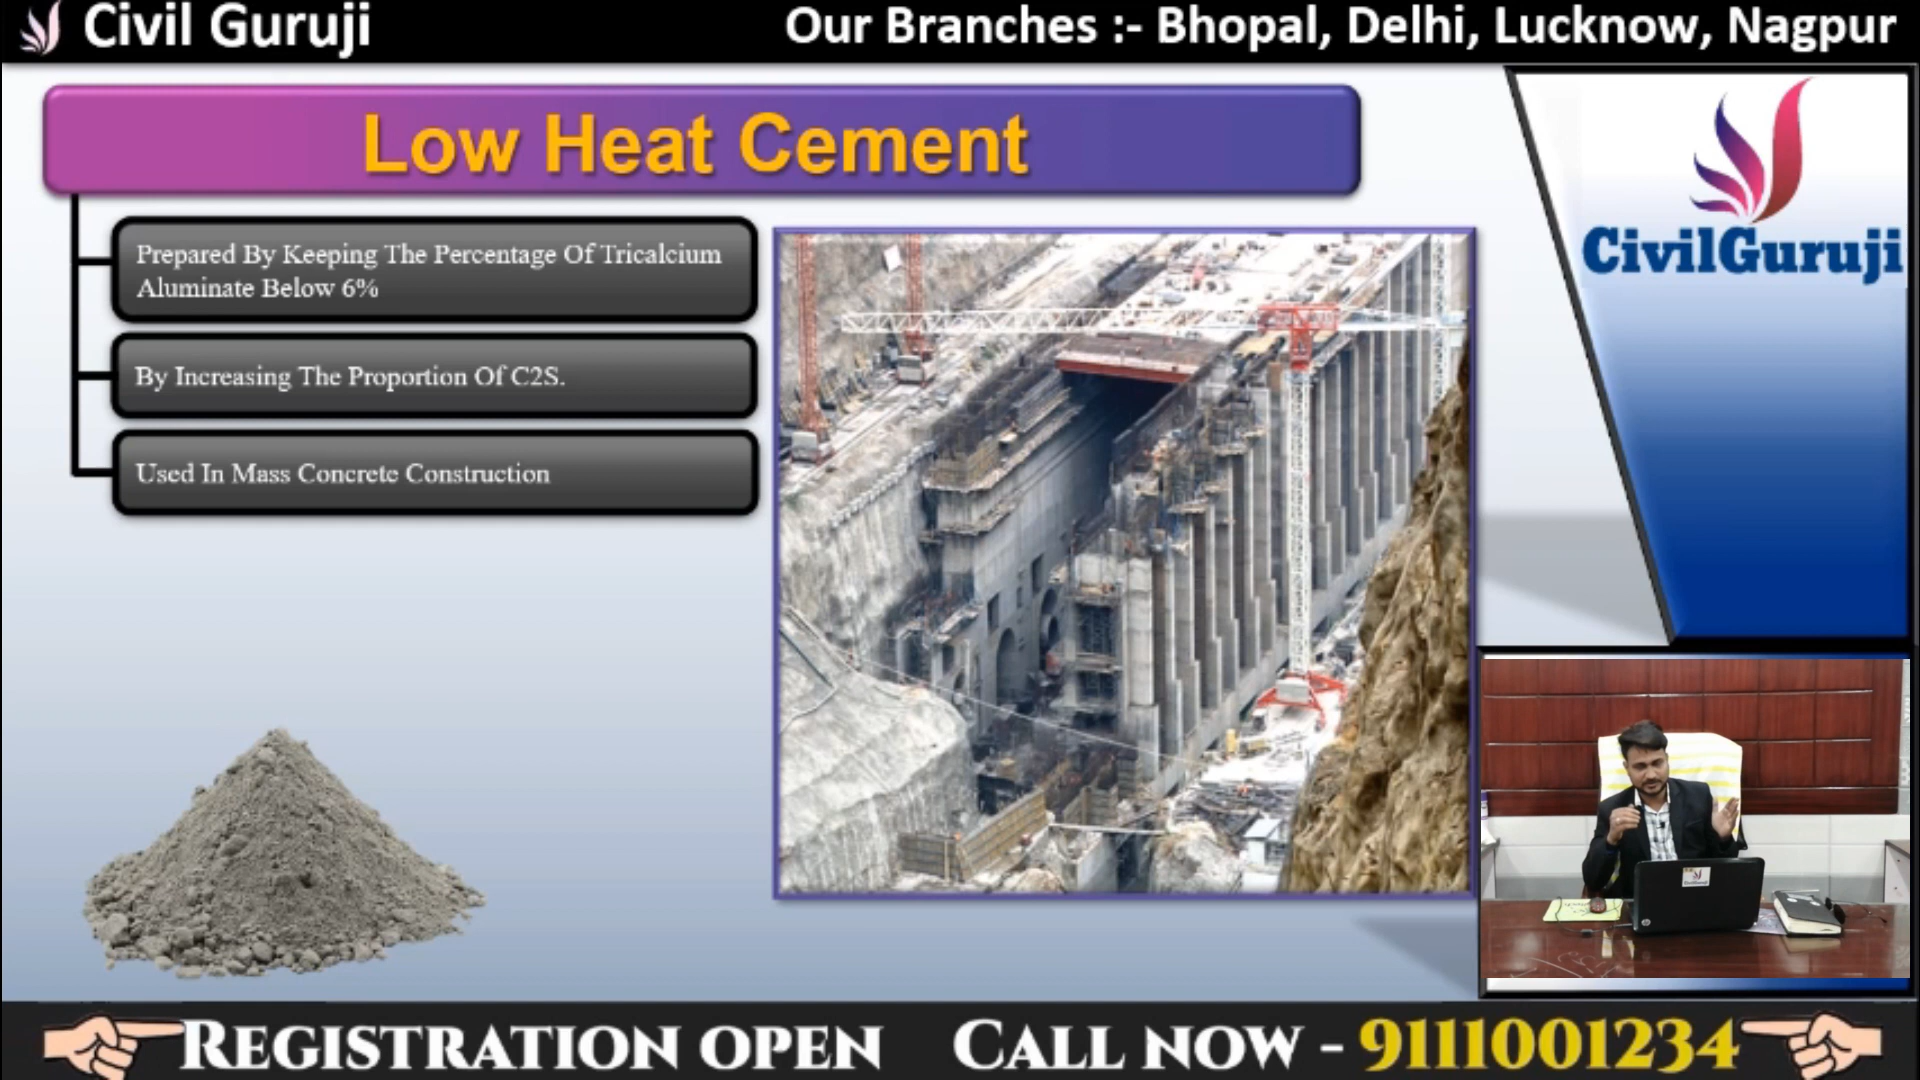 Civil Guruji
Our Branches :- Bhopal, Delhi, Lucknow, Nagpur
Low Heat Cement
Prepared By Keeping The Percentage Of Tricalcium
Aluminate Below 6%
By Increasing The Proportion Of C2S.
Used In Mass Concrete Construction
CivilGuruji
REGISTRATION OPEN CALL NOW - 9111001234